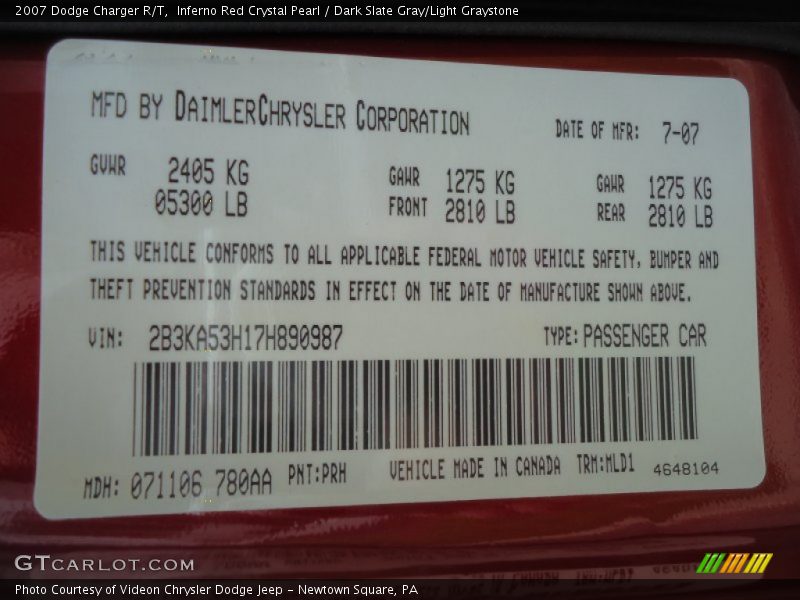 2007 Dodge Charger R/T,  Inferno Red Crystal Pearl / Dark Slate Gray/Light Graystone
MFD BY DAIMLERCHRYSLER CORPORATION
DATE OF MFR: 7-07
GVWR 2405 KG GAWR 1275 KG GAWR 1275 KG
05300 LB FRONT 2810 LB REAR 2810 LB
THIS VEHICLE CONFORMS TO ALL APPLICABLE FEDERAL MOTOR VEHICLE SAFETY, BUMPER AND
THEFT PREVENTION STANDARDS IN EFFECT ON THE DATE OF MANUFACTURE SHOWN ABOVE.
VIN: 2B3KA53H17H890987 TYPE: PASSENGER CAR
MDH: 071106 780AA PNT:PRH VEHICLE MADE IN CANADA TRM:MLD1 4648104
GTCARLOT.COM
Photo Courtesy of Videon Chrysler Dodge Jeep - Newtown Square, PA